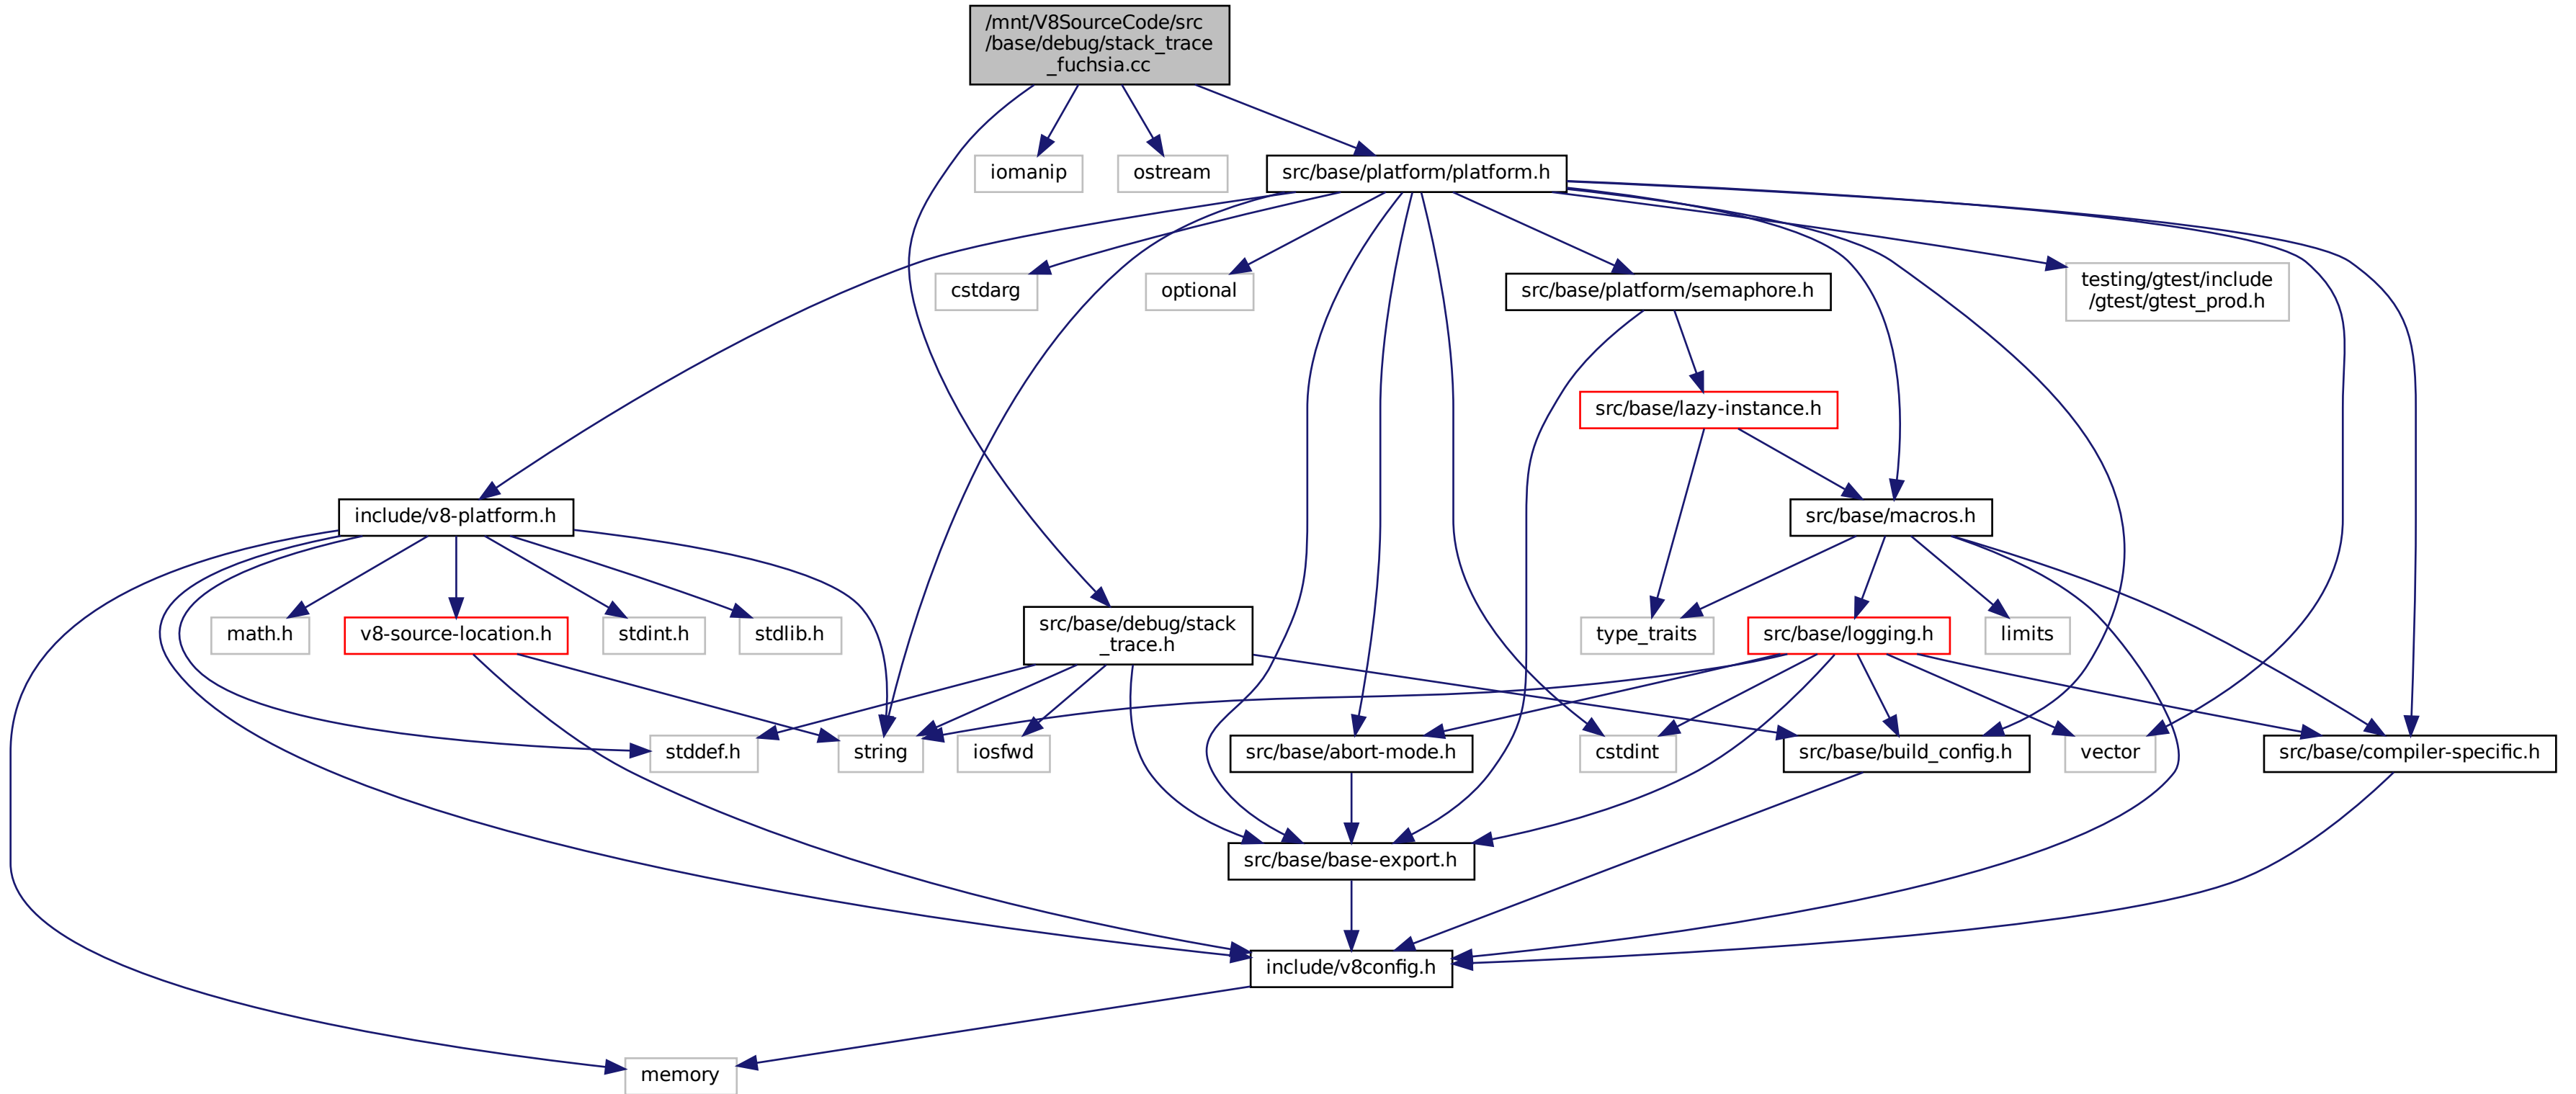 /mnt/V8SourceCode/src
/base/debug/stack_trace
_fuchsia.cc
iomanip
ostream
src/base/platform/platform.h
cstdarg
optional
src/base/platform/semaphore.h
testing/gtest/include
/gtest/gtest_prod.h
src/base/lazy-instance.h
include/v8-platform.h
src/base/macros.h
math.h
v8-source-location.h
stdint.h
stdlib.h
src/base/debug/stack
_trace.h
type_traits
src/base/logging.h
limits
stddef.h
string
iosfwd
src/base/abort-mode.h
cstdint
src/base/build_config.h
vector
src/base/compiler-specific.h
src/base/base-export.h
include/v8config.h
memory